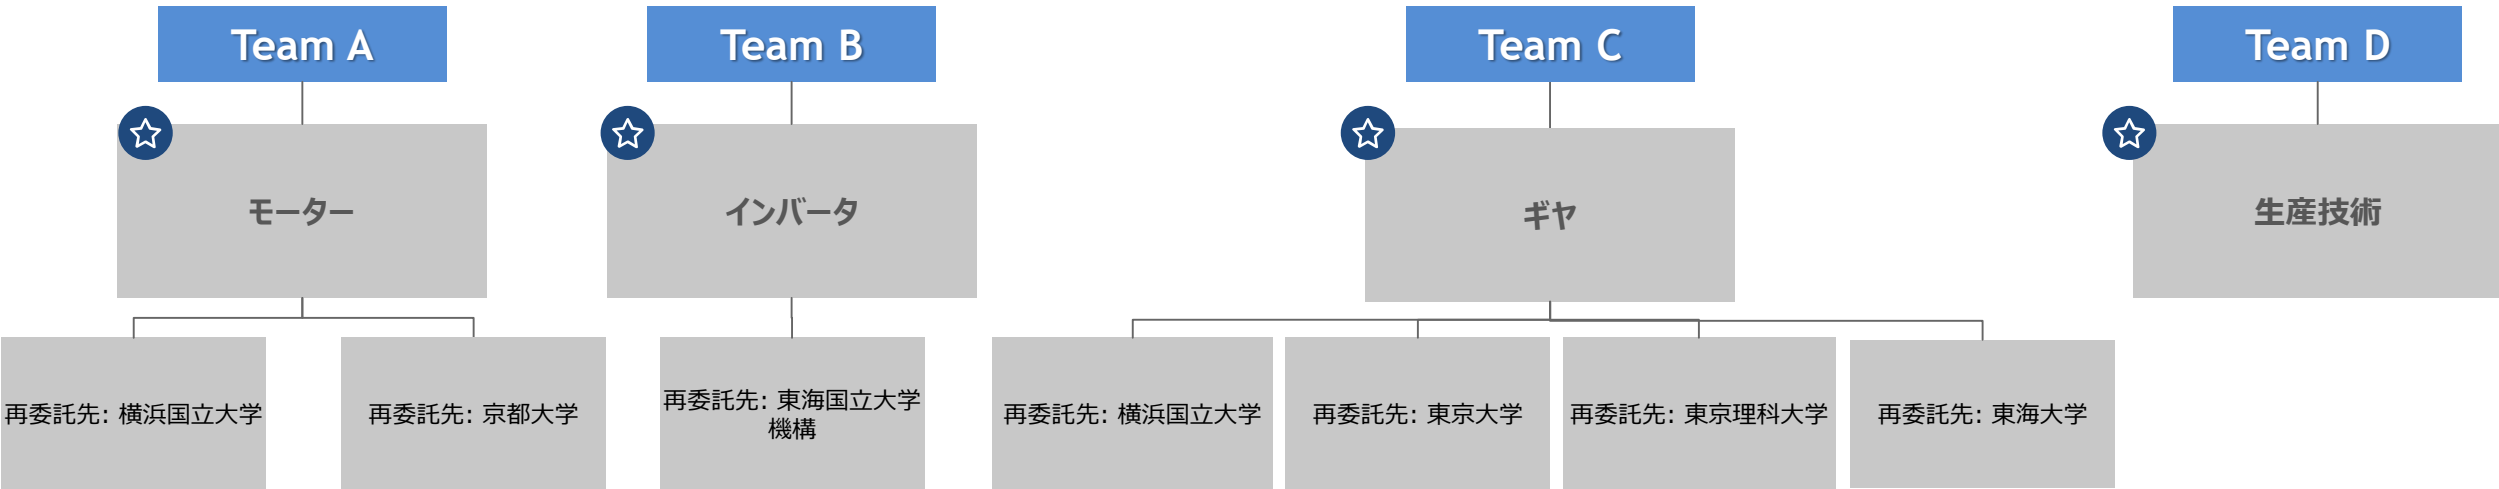 Team A
Team B
Team C
Team D
モーター
インバータ
ギヤ
生産技術
再委託先: 横浜国立大学
再委託先: 京都大学
再委託先: 東海国立大学
機構
再委託先: 横浜国立大学
再委託先: 東京大学
再委託先: 東京理科大学
再委託先: 東海大学